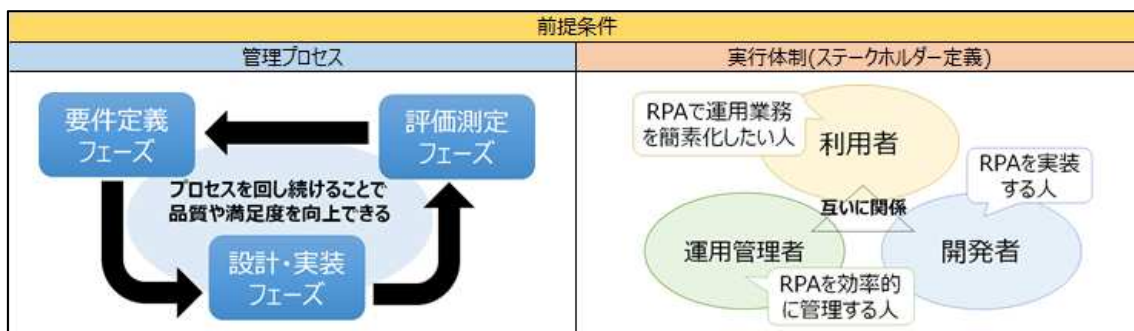 前提条件
管理プロセス
実行体制(ステークホルダー定義)
要件定義
フェーズ
評価測定
フェーズ
プロセスを回し続けることで
品質や満足度を向上できる
設計・実装
フェーズ
RPAで運用業務
を簡素化したい人
利用者
RPAを実装
する人
互いに関係
運用管理者
開発者
RPAを効率的
に管理する人